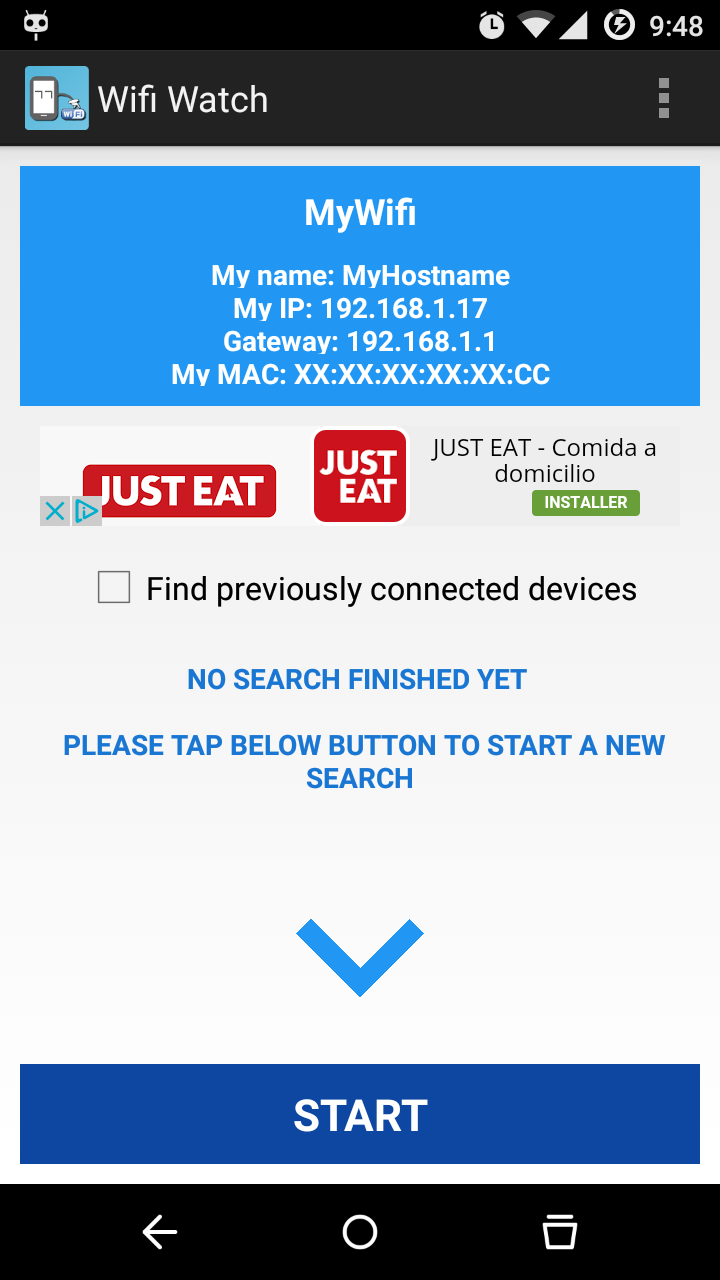 9:48
WiFi
Wifi Watch
MyWifi
My name: MyHostname
My IP: 192.168.1.17
Gateway: 192.168.1.1
My MAC: XX:XX:XX:XX:XX:CC
JUST EAT
JUST
EAT
JUST EAT - Comida a
domicilio
INSTALLER
Find previously connected devices
NO SEARCH FINISHED YET
PLEASE TAP BELOW BUTTON TO START A NEW
SEARCH
START